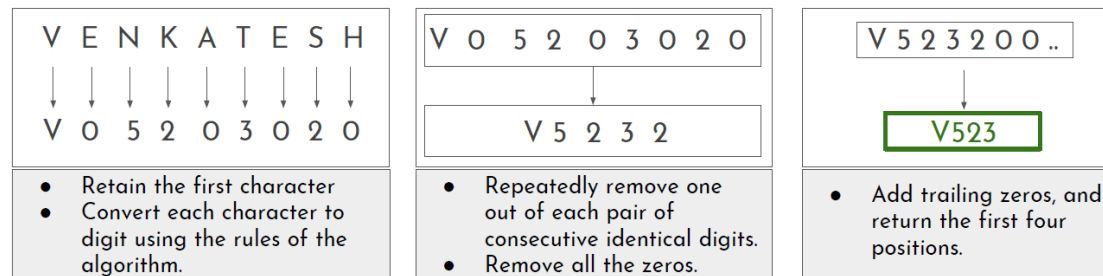 V E N K A T E S H
V 0 5 2 0 3 0 2 0
● Retain the first character
● Convert each character to
digit using the rules of the
algorithm.
V 0 5 2 0 3 0 2 0
V 5 2 3 2
● Repeatedly remove one
out of each pair of
consecutive identical digits.
● Remove all the zeros.
V 5 2 3 2 0 0 ..
V523
● Add trailing zeros, and
return the first four
positions.